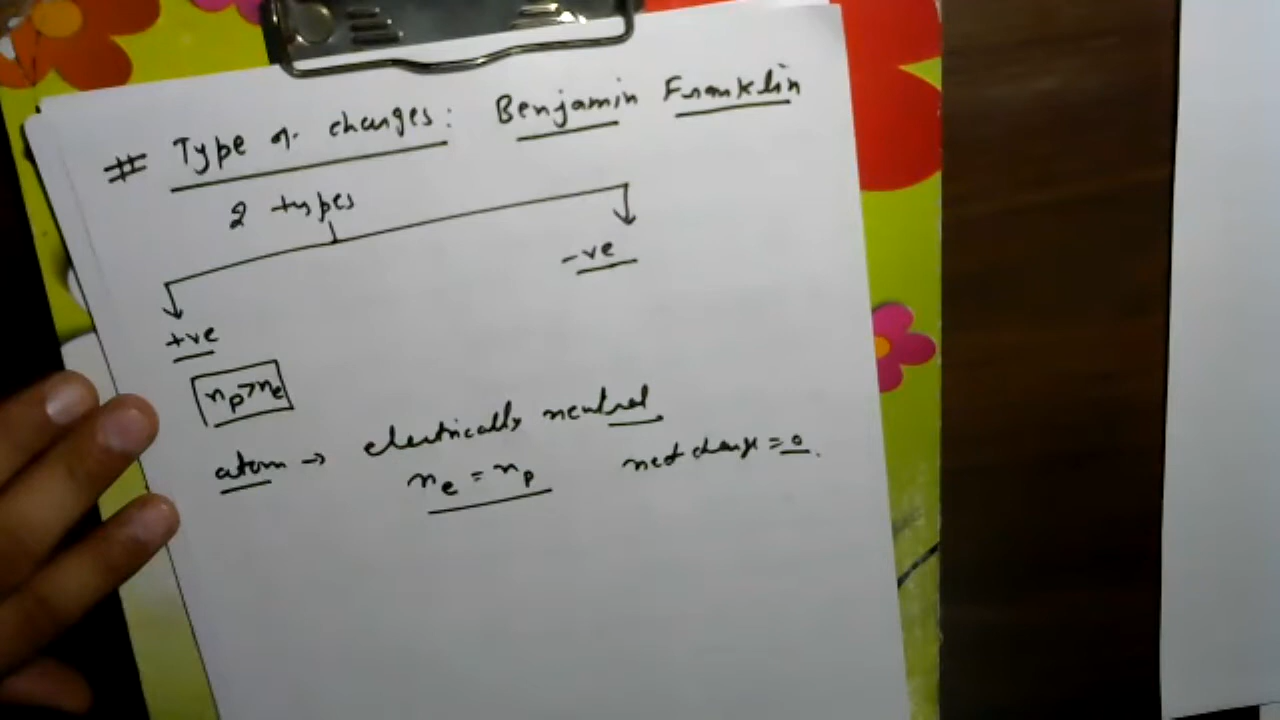 # Type of charges: Benjamin Franklin
2 types
-ve
+ve
np>ne
atom → electrically neutral
ne = np net charge = 0.